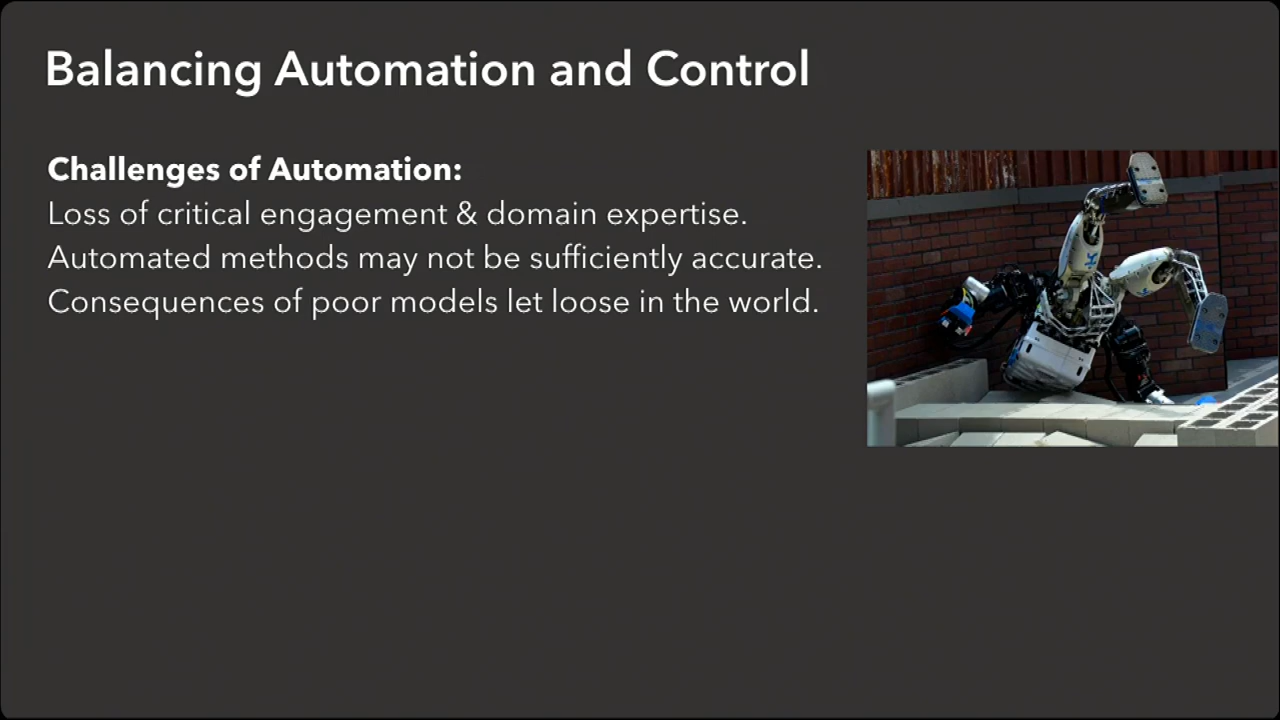 Balancing Automation and Control
Challenges of Automation:
Loss of critical engagement & domain expertise.
Automated methods may not be sufficiently accurate.
Consequences of poor models let loose in the world.